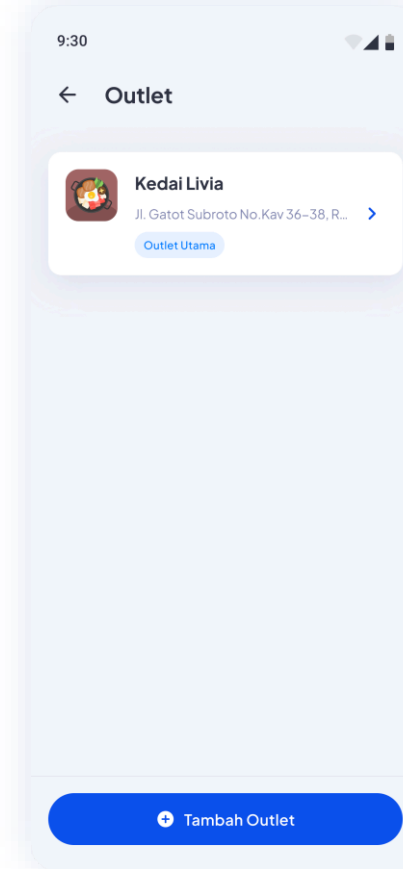 9:30
Outlet
Kedai Livia
Jl. Gatot Subroto No.Kav 36-38, R...
Outlet Utama
Tambah Outlet